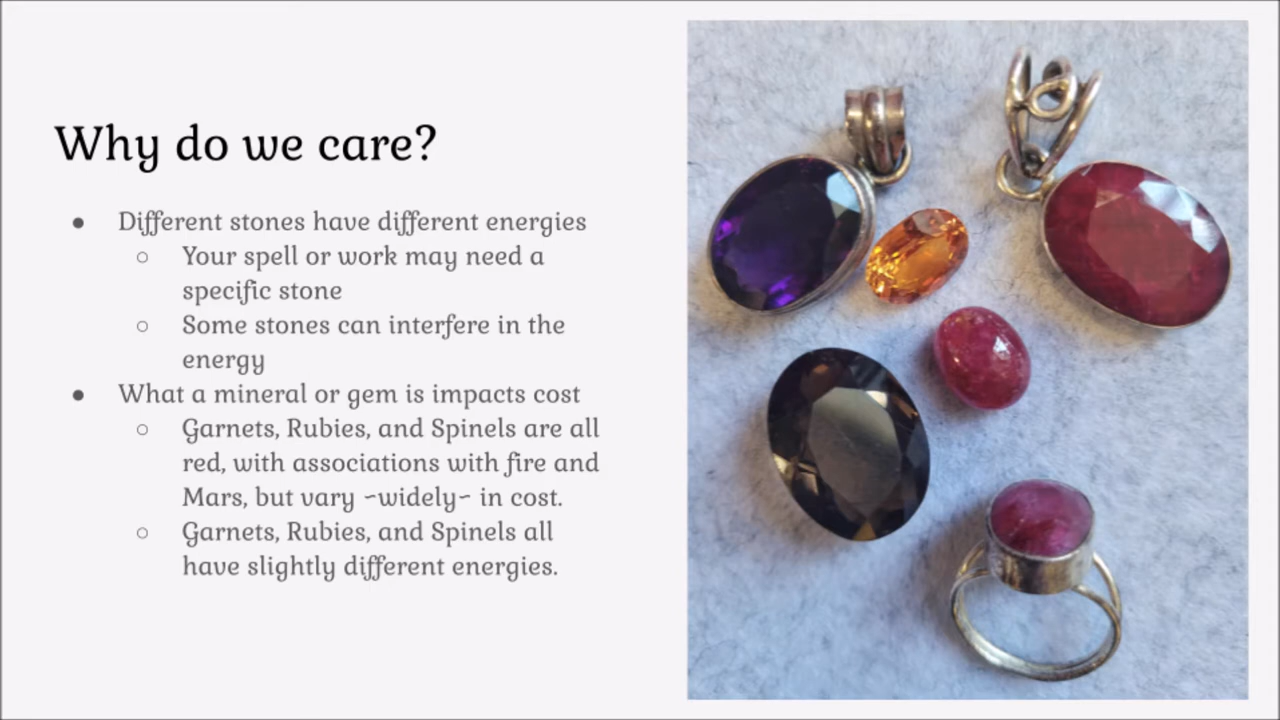 Why do we care?
● Different stones have different energies
○ Your spell or work may need a
specific stone
○ Some stones can interfere in the
energy
● What a mineral or gem is impacts cost
○ Garnets, Rubies, and Spinels are all
red, with associations with fire and
Mars, but vary ~widely~ in cost.
○ Garnets, Rubies, and Spinels all
have slightly different energies.